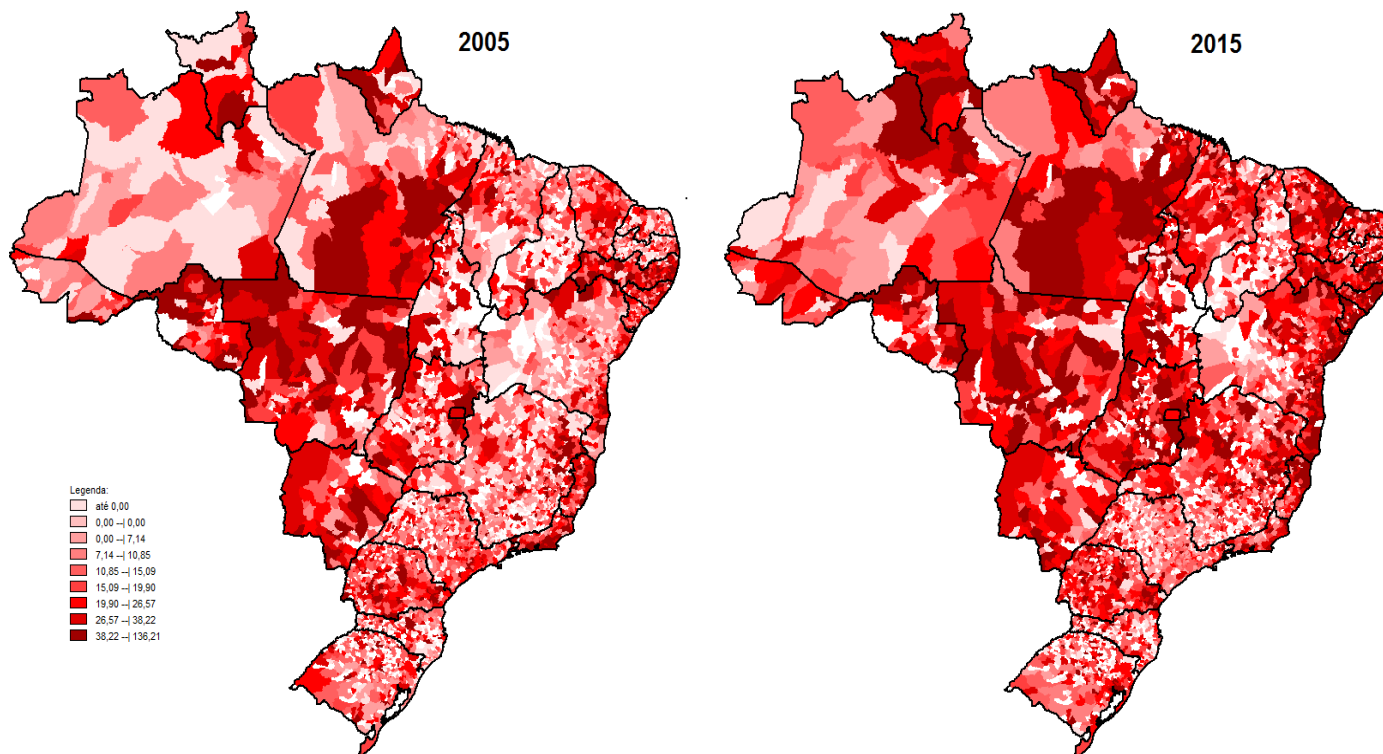 2005
2015
Legenda:
até 0,00
0,00 --| 0,00
0,00 --| 7,14
7,14 --| 10,85
10,85 --| 15,09
15,09 --| 19,90
19,90 --| 26,57
26,57 --| 38,22
38,22 --| 136,21